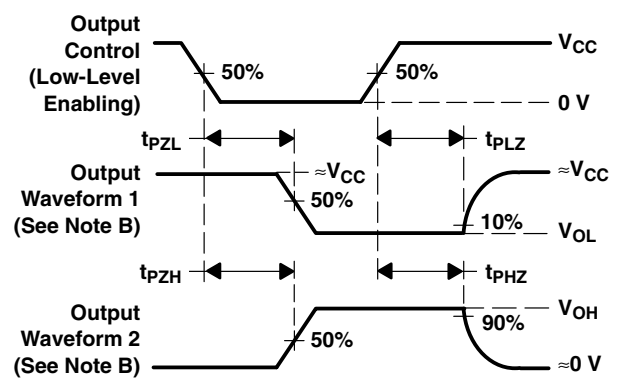 Output
Control
(Low-Level
Enabling)
50%
50%
VCC
0 V
tPZL
tPLZ
Output
Waveform 1
(See Note B)
≈VCC
50%
10%
≈VCC
VOL
tPZH
tPHZ
Output
Waveform 2
(See Note B)
50%
90%
VOH
≈0 V